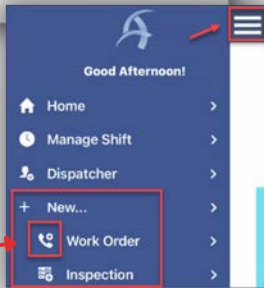 Good Afternoon!
Home
Manage Shift
Dispatcher
+ New...
Work Order
Inspection